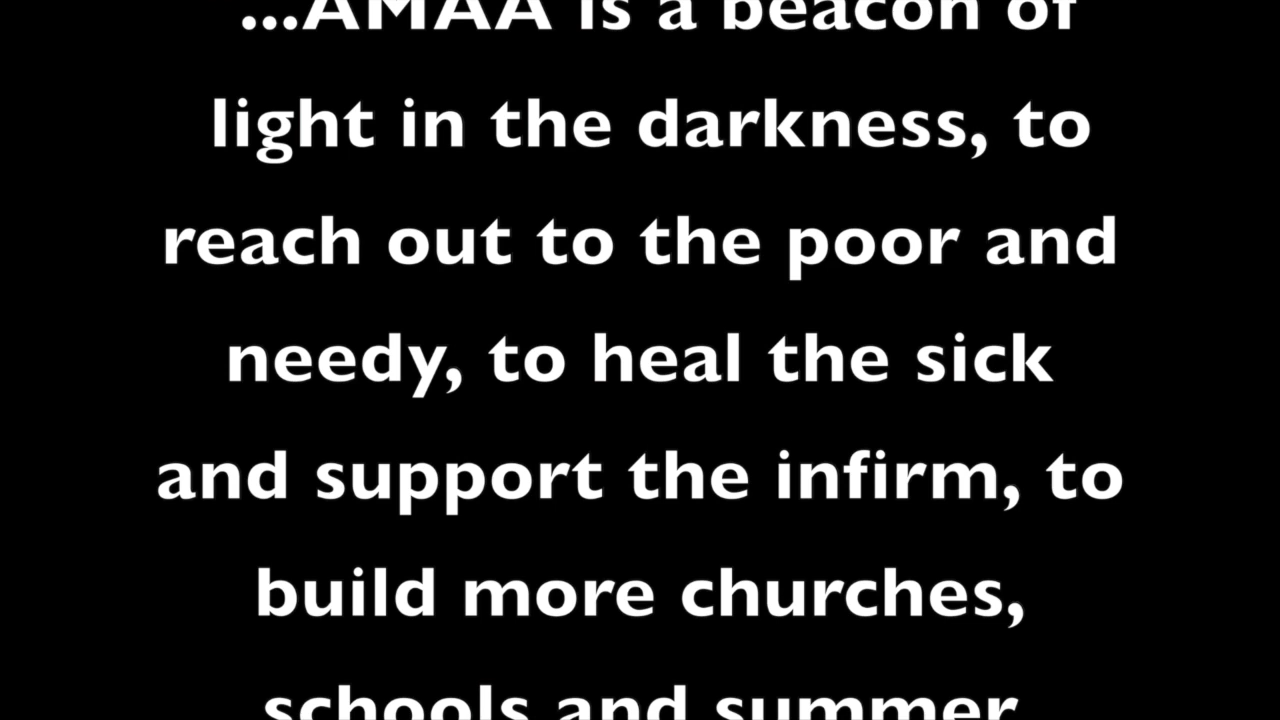 ...AMAA is a beacon of
light in the darkness, to
reach out to the poor and
needy, to heal the sick
and support the infirm, to
build more churches,
schools and summer